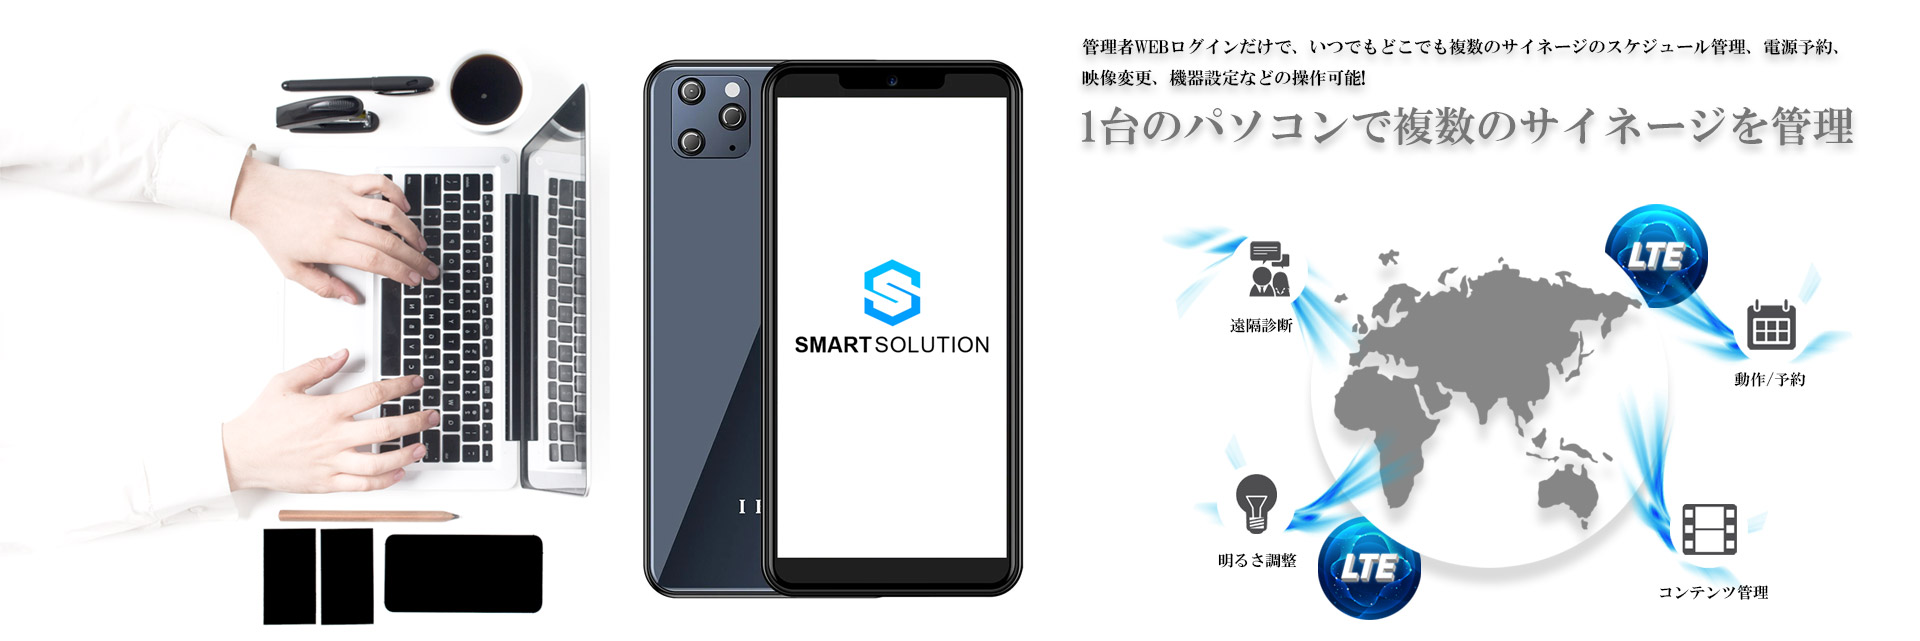 管理者WEBログインだけで、いつでもどこでも複数のサイネージのスケジュール管理、電源予約、
映像変更、機器設定などの操作可能!
1台のパソコンで複数のサイネージを管理
LTE
遠隔診断
動作/予約
SMART SOLUTION
明るさ調整
LTE
コンテンツ管理